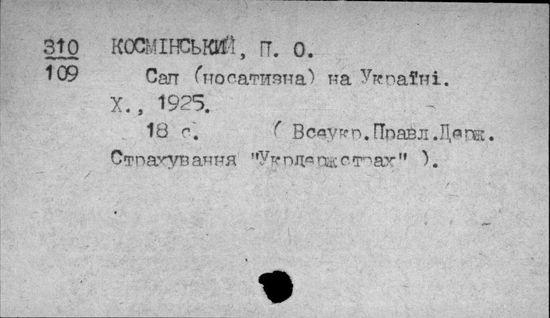 310 КОСМІНСЬКИЙ, П. О.
109 Сап (носатизна) на Україні.
Х., 1925.
18 с. ( Всеукр.Правл.Держ.
Страхування "Укрдержстрах" ).